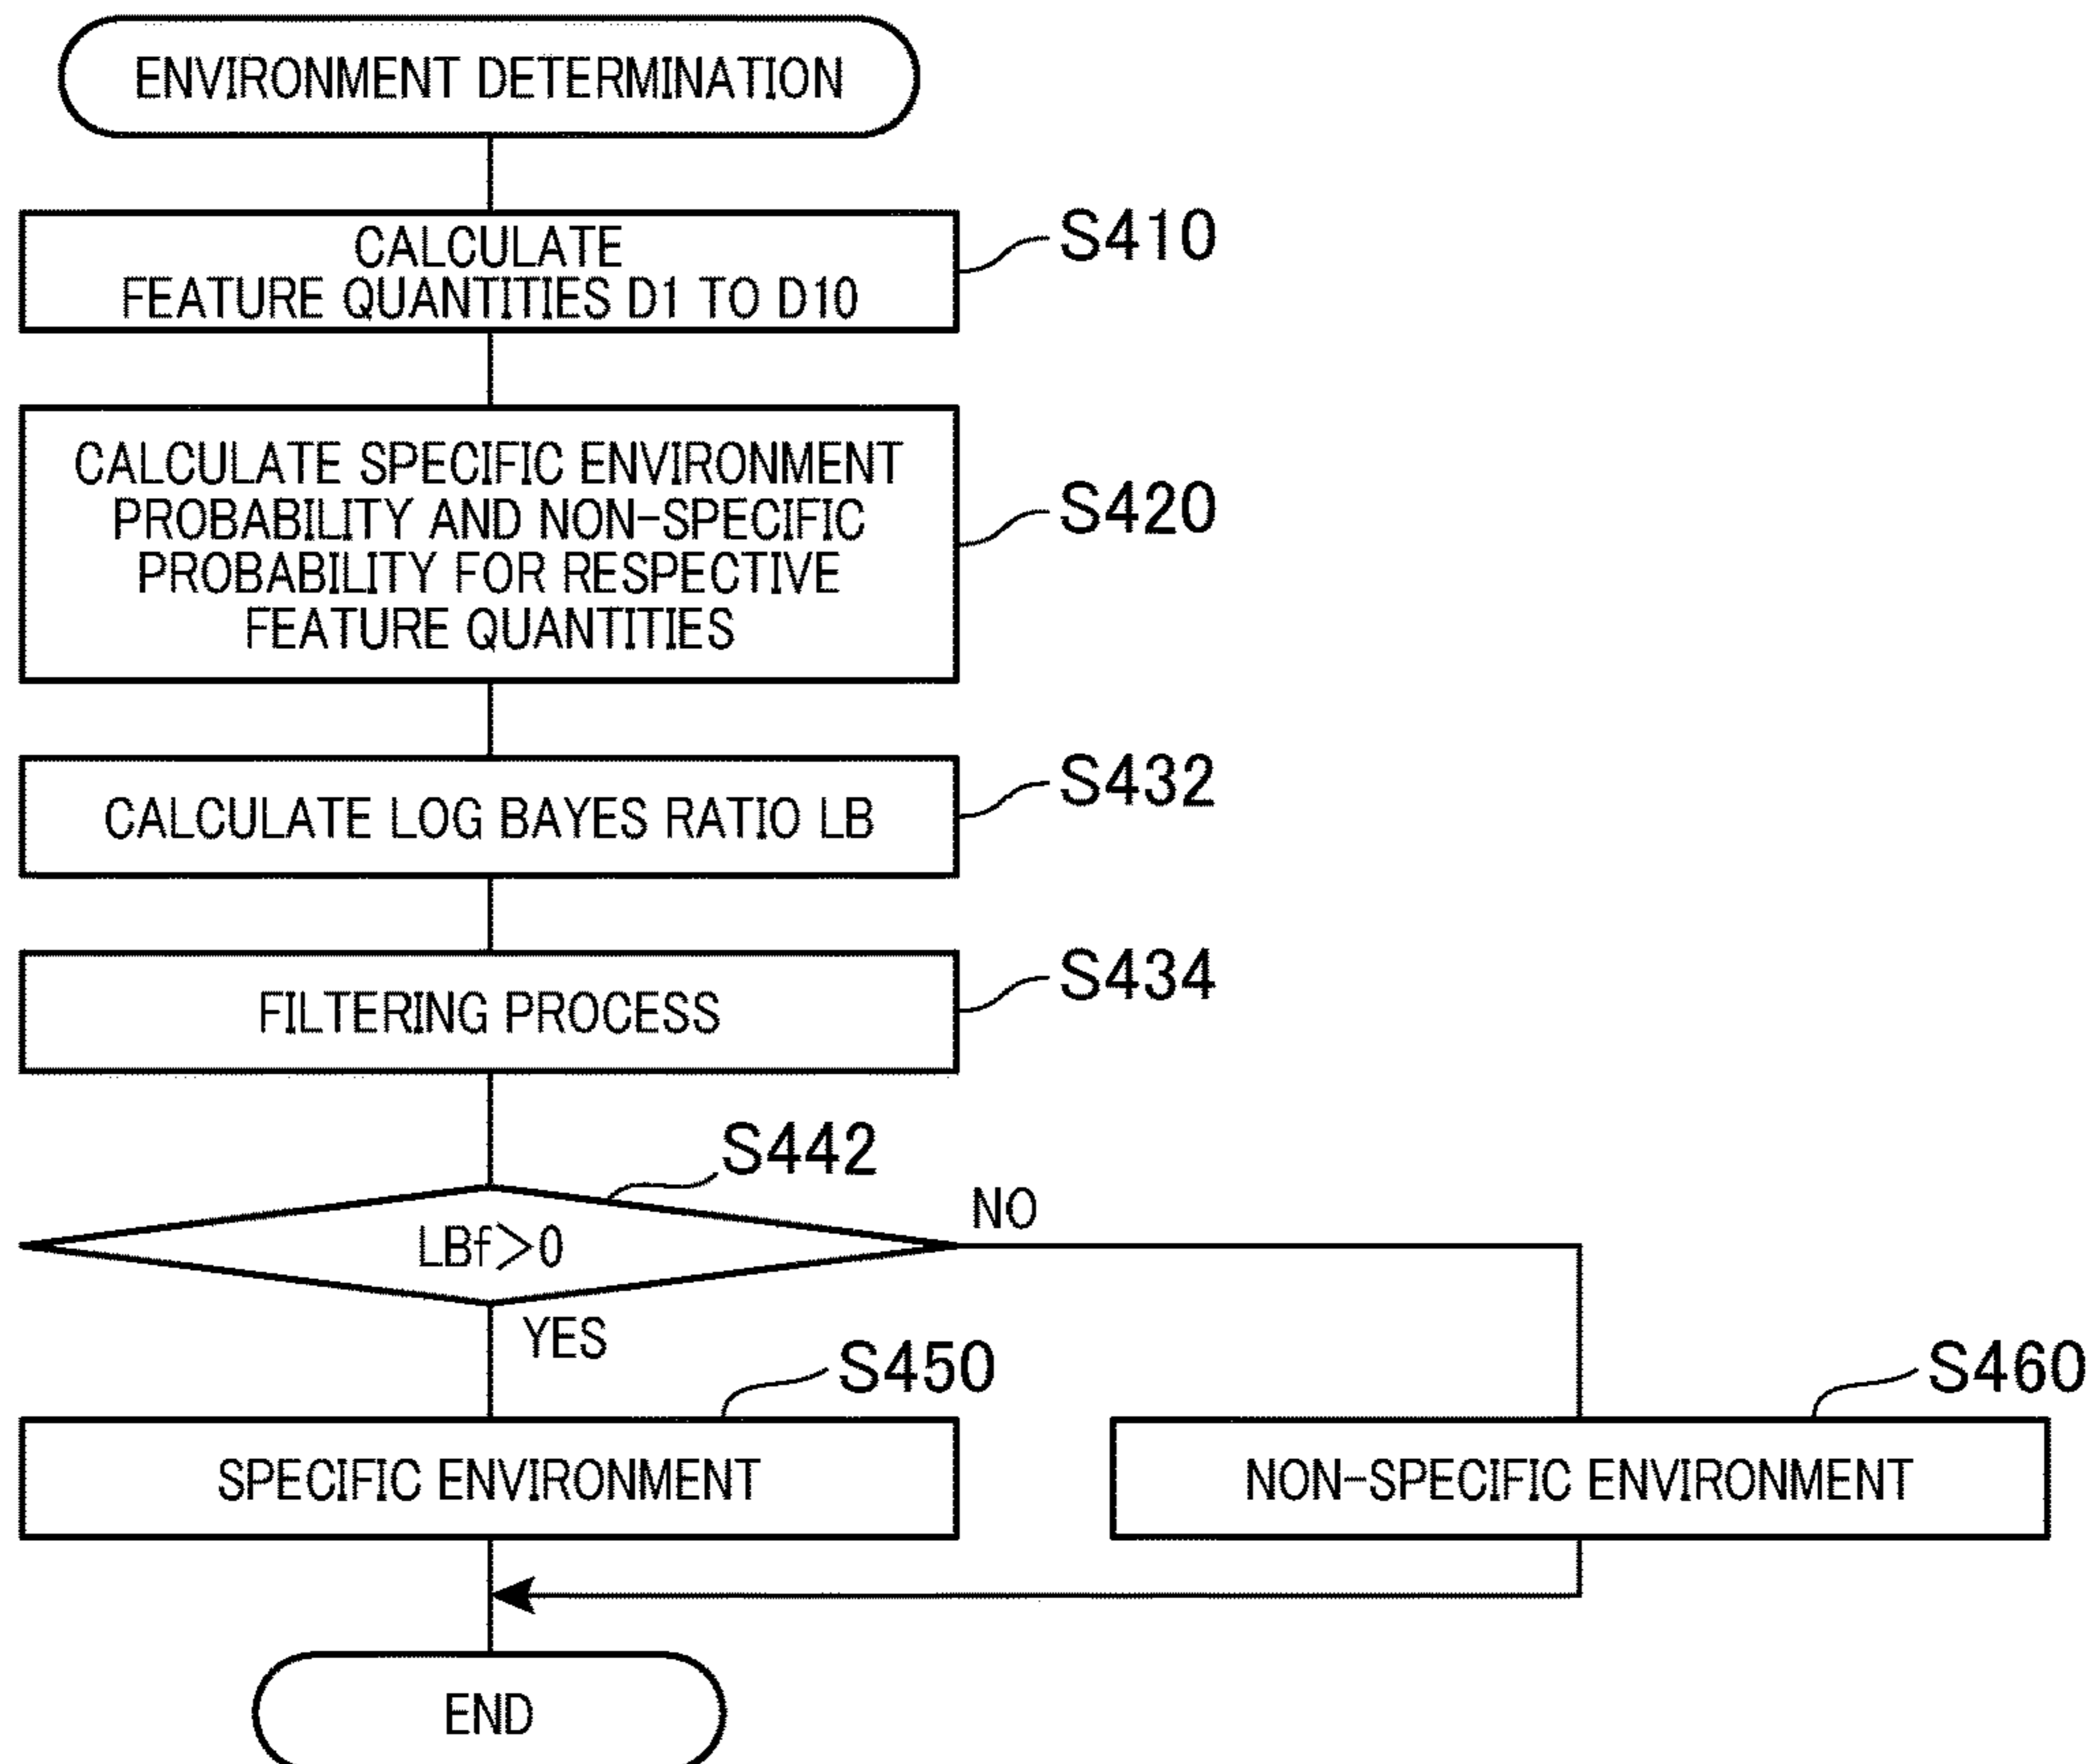 ENVIRONMENT DETERMINATION
CALCULATE
FEATURE QUANTITIES D1 TO D10
S410
CALCULATE SPECIFIC ENVIRONMENT
PROBABILITY AND NON-SPECIFIC
PROBABILITY FOR RESPECTIVE
FEATURE QUANTITIES
S420
CALCULATE LOG BAYES RATIO LB
S432
FILTERING PROCESS
S434
S442
LBf>0
NO
YES
S450
SPECIFIC ENVIRONMENT
S460
NON-SPECIFIC ENVIRONMENT
END